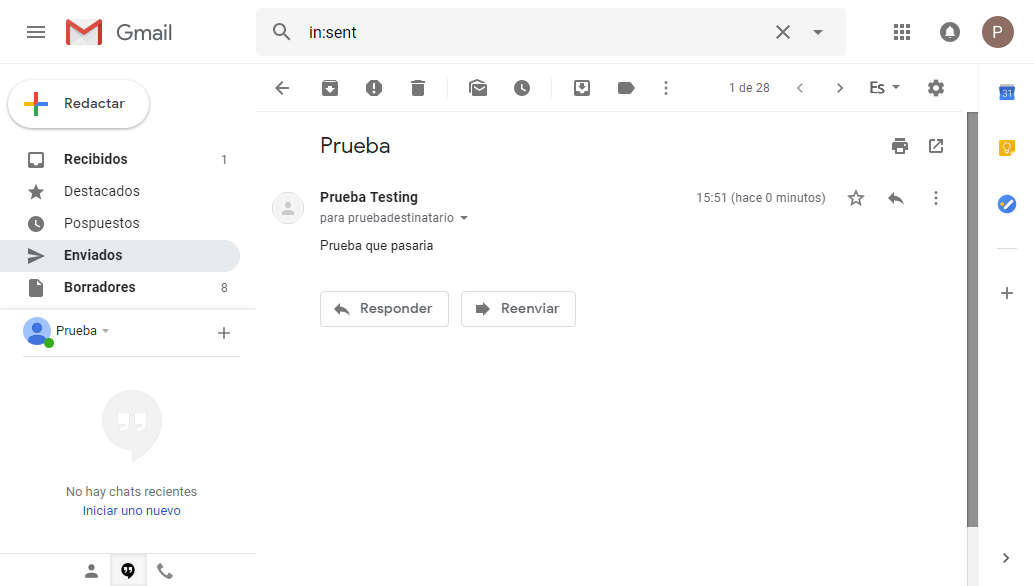 Gmail
in:sent
P
Redactar
1 de 28
Es
31
Recibidos 1
Destacados
Pospuestos
Enviados
Borradores 8
Prueba
Prueba
Prueba Testing
15:51 (hace 0 minutos)
para pruebadestinatario
Prueba que pasaria
Responder
Reenviar
No hay chats recientes
Iniciar uno nuevo